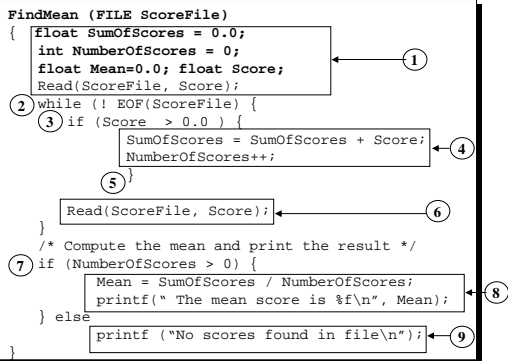 FindMean (FILE ScoreFile)
{ float SumOfScores = 0.0;
int NumberOfScores = 0;
float Mean=0.0; float Score;
1
Read(ScoreFile, Score);
2 while (! EOF(ScoreFile) {
3 if (Score > 0.0 ) {
SumOfScores = SumOfScores + Score;
4
NumberOfScores++;
5 }
Read(ScoreFile, Score);
6
}
/* Compute the mean and print the result */
7 if (NumberOfScores > 0) {
Mean = SumOfScores / NumberOfScores;
printf(“ The mean score is %f\n”, Mean);
8
} else
printf (“No scores found in file\n”);
9
}